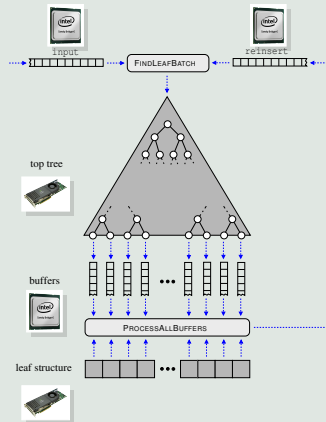 input
reinsert
FINDLEAFBATCH
top tree
buffers
PROCESSALLBUFFERS
leaf structure